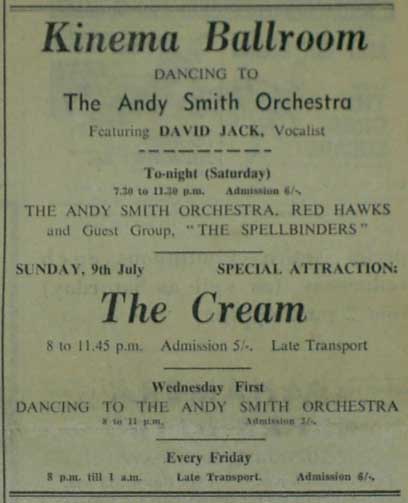 Kinema Ballroom
DANCING TO
The Andy Smith Orchestra
Featuring DAVID JACK, Vocalist
To-night (Saturday)
7.30 to 11.30 p.m. Admission 6/-.
THE ANDY SMITH ORCHESTRA, RED HAWKS
and Guest Group, "THE SPELLBINDERS"
SUNDAY, 9th July SPECIAL ATTRACTION:
The Cream
8 to 11.45 p.m. Admission 5/-. Late Transport
Wednesday First
DANCING TO THE ANDY SMITH ORCHESTRA
8 to 11 p.m. Admission
Every Friday
8 p.m. till 1 a.m. Late Transport. Admission 6/-.